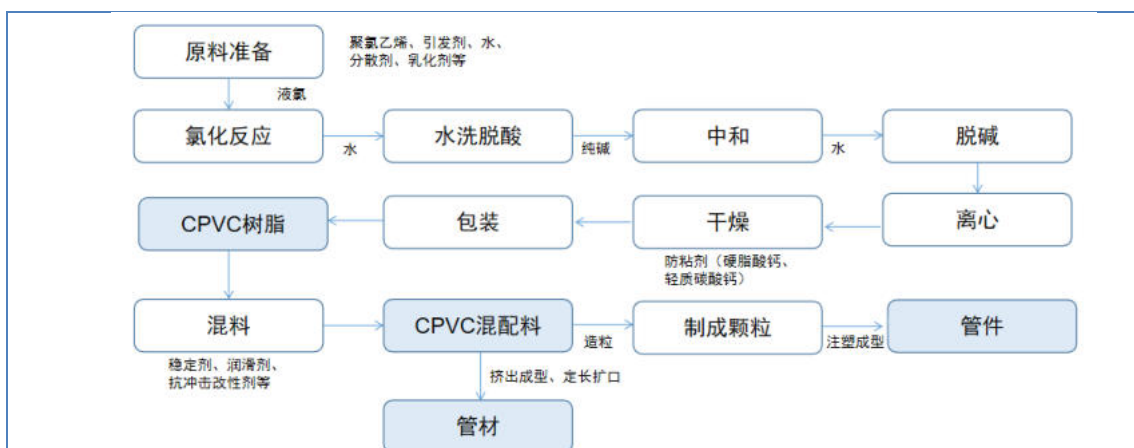 原料准备
聚氯乙烯、引发剂、水、
分散剂、乳化剂等
液氯
氯化反应
水
水洗脱酸
纯碱
中和
水
脱碱
CPVC树脂
包装
干燥
离心
防粘剂（硬脂酸钙、
轻质碳酸钙）
混料
CPVC混配料
造粒
制成颗粒
注塑成型
管件
稳定剂、润滑剂、
抗冲击改性剂等
挤出成型、定长扩口
管材